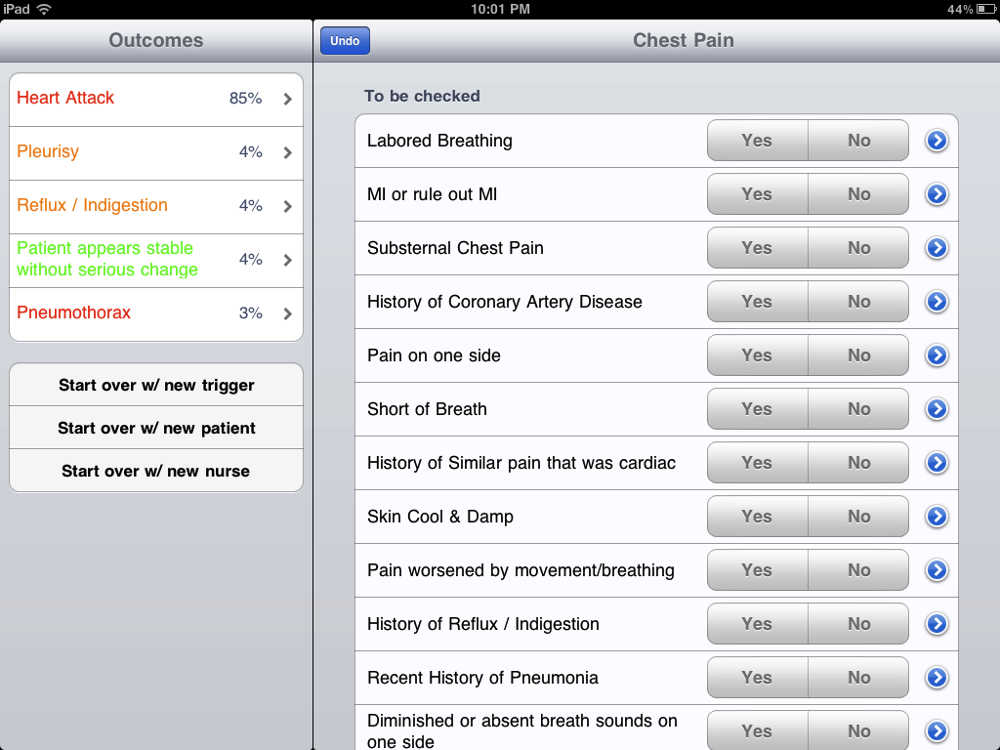 iPad 10:01 PM 44%
Outcomes
Heart Attack 85%
Pleurisy 4%
Reflux / Indigestion 4%
Patient appears stable
without serious change 4%
Pneumothorax 3%
Start over w/ new trigger
Start over w/ new patient
Start over w/ new nurse
Undo Chest Pain
To be checked
Labored Breathing Yes No
MI or rule out MI Yes No
Substernal Chest Pain Yes No
History of Coronary Artery Disease Yes No
Pain on one side Yes No
Short of Breath Yes No
History of Similar pain that was cardiac Yes No
Skin Cool & Damp Yes No
Pain worsened by movement/breathing Yes No
History of Reflux / Indigestion Yes No
Recent History of Pneumonia Yes No
Diminished or absent breath sounds on
one side Yes No